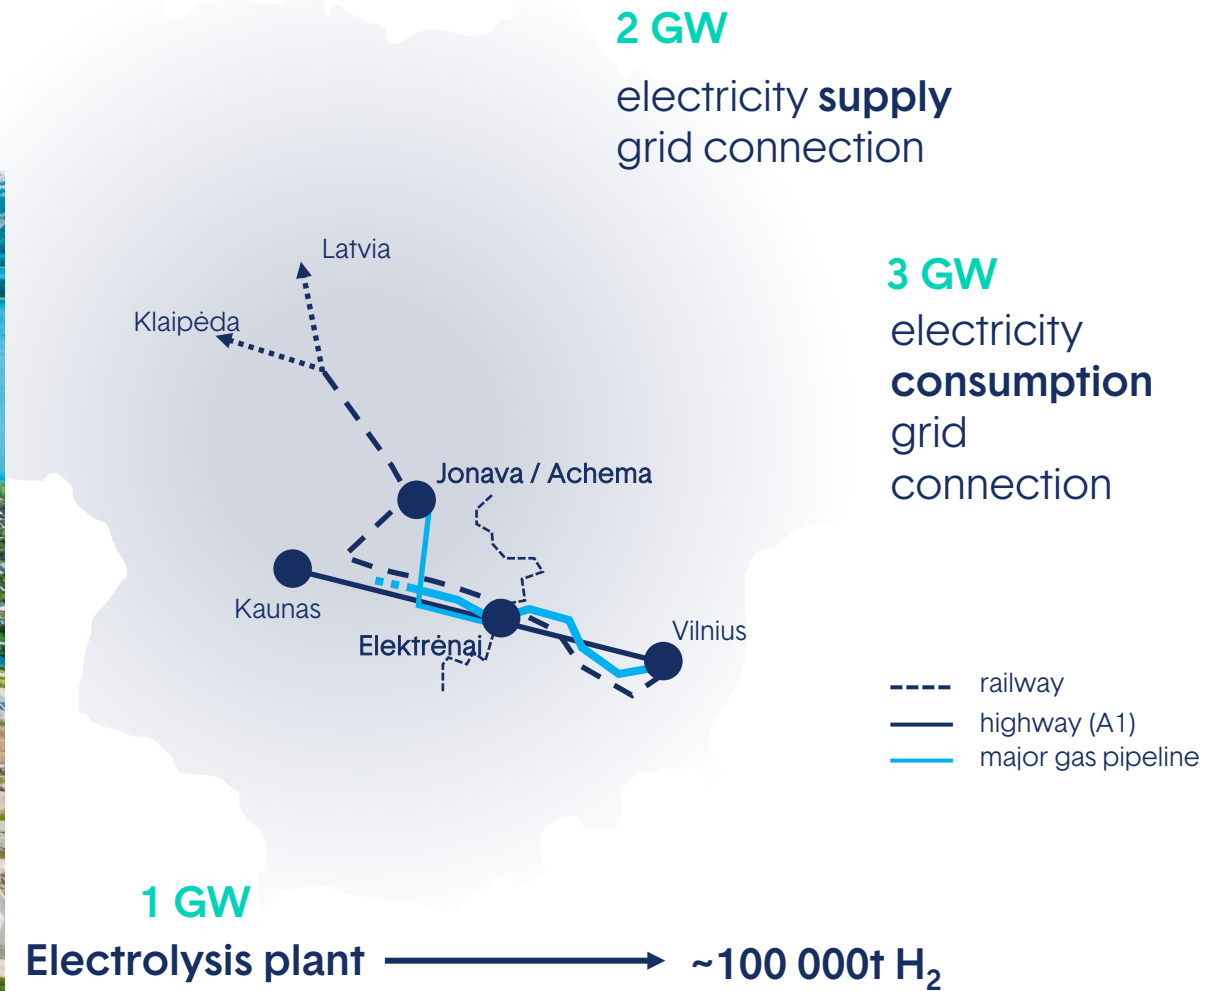 2 GW
electricity supply
grid connection
Latvia
Klaipėda
3 GW
electricity
consumption
grid
connection
Jonava / Achema
Kaunas
Elektrėnai
Vilnius
railway
highway (A1)
major gas pipeline
1 GW
Electrolysis plant
~100 000t H₂